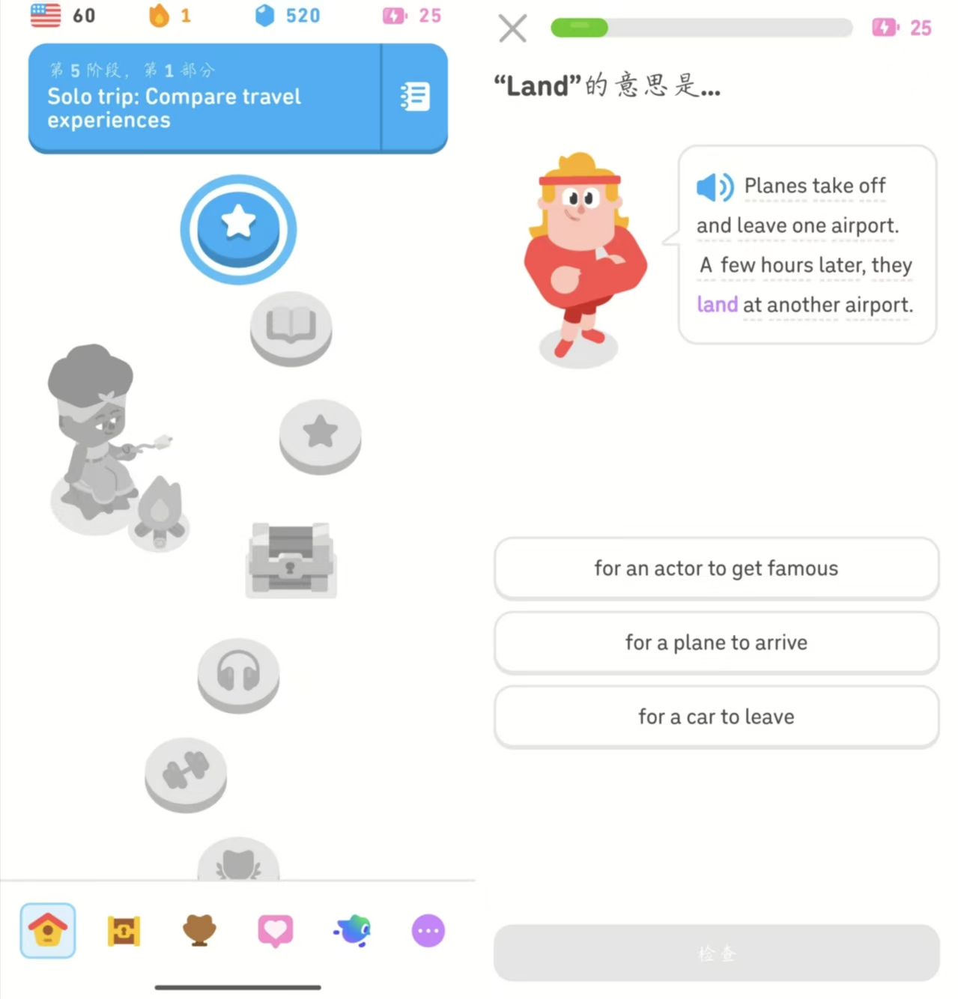 60
1
520
25
第 5 阶段，第 1 部分
Solo trip: Compare travel
experiences
25
“Land”的意思是...
Planes take off
and leave one airport.
A few hours later, they
land at another airport.
for an actor to get famous
for a plane to arrive
for a car to leave
检查